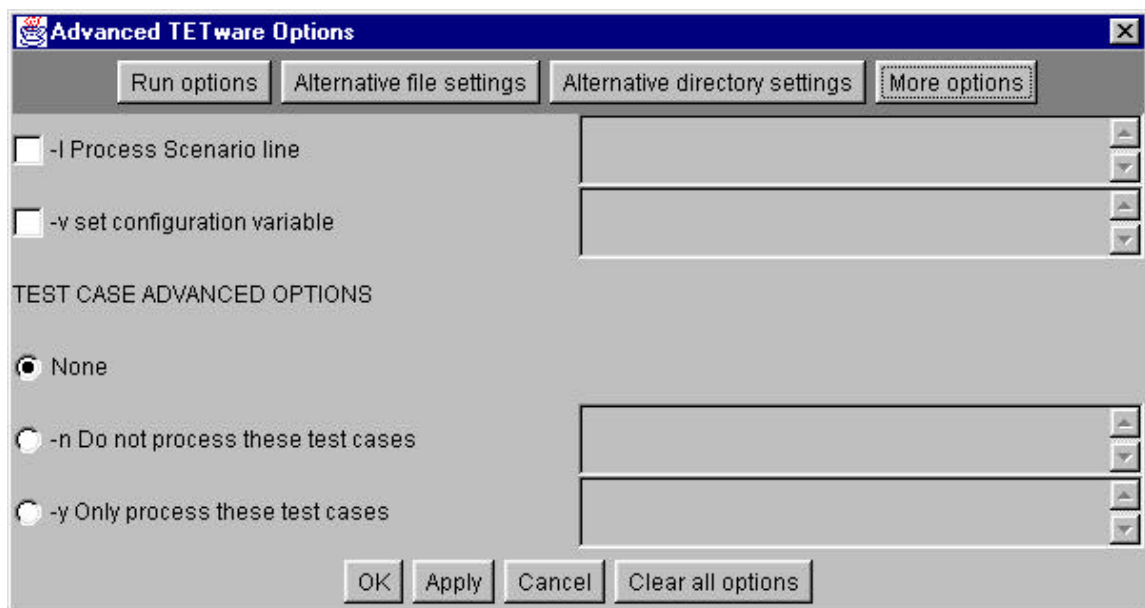 Advanced TETware Options
Run options Alternative file settings Alternative directory settings More options
-l Process Scenario line
-v set configuration variable
TEST CASE ADVANCED OPTIONS
None
-n Do not process these test cases
-y Only process these test cases
OK Apply Cancel Clear all options